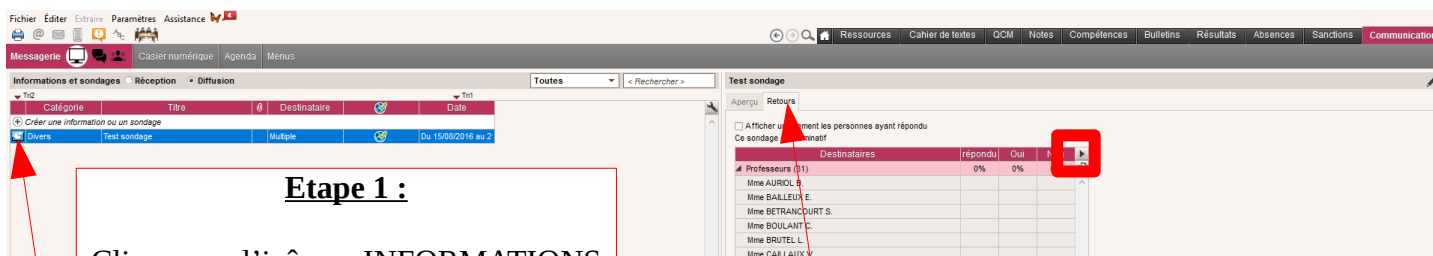 Fichier Éditer Extraire Paramètres Assistance
Ressources Cahier de textes QCM Notes Compétences Bulletins Résultats Absences Sanctions Communication
Messagerie Casier numérique Agenda Menus
Informations et sondages Réception Diffusion Toutes < Rechercher >
Test sondage
Tri2 Tri1
Aperçu Retours
Catégorie Titre Destinataire Date
Créer une information ou un sondage
Divers Test sondage Multiple Du 15/08/2016 au 2
Afficher les personnes ayant répondu
Ce sondage
Destinataires répondu Oui
Professeurs (31) 0% 0%
Mme AURIOL B.
Mme BAILLEUX E.
Mme BETRANCOURT S.
Mme BOULANT C.
Mme BRUTEL L.
Mme CAILLAUX V.
Etape 1 :
INFORMATIONS